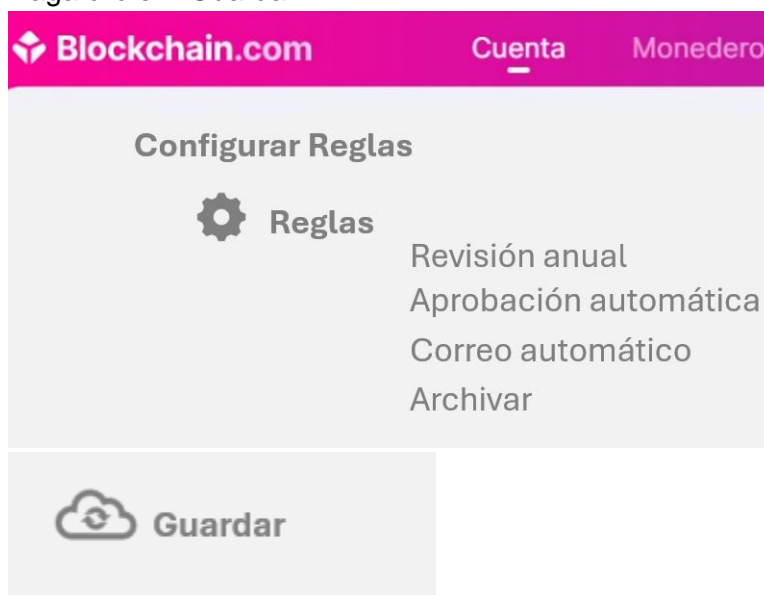 Blockchain.com Cuenta Monedero
Configurar Reglas
Reglas
Revisión anual
Aprobación automática
Correo automático
Archivar
Guardar